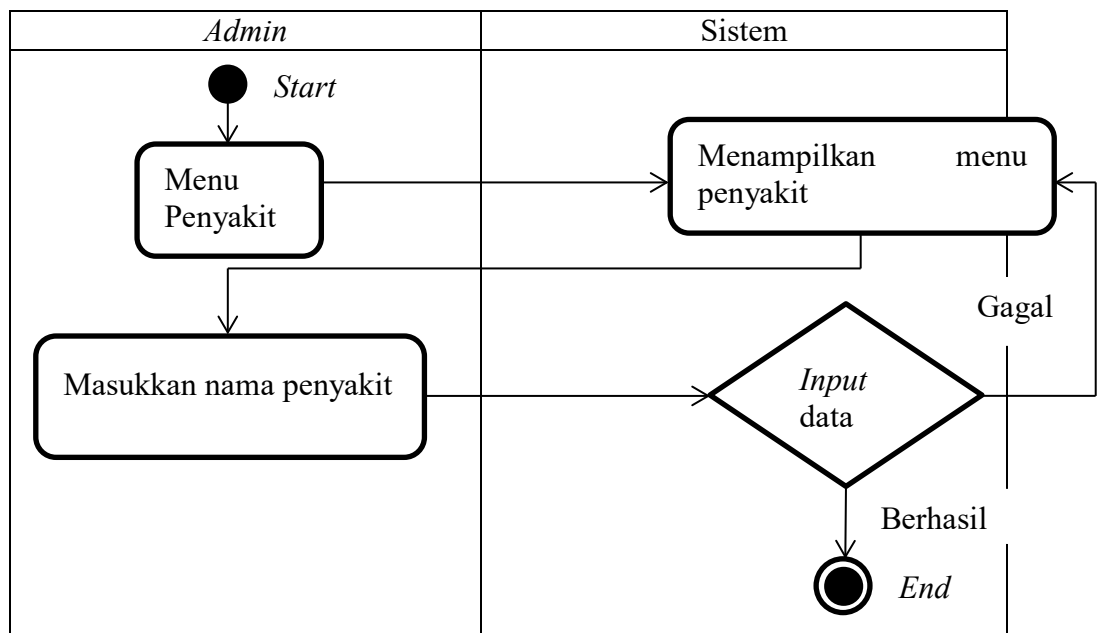 Admin
Sistem
Start
Menu
Penyakit
Menampilkan menu
penyakit
Gagal
Masukkan nama penyakit
Input
data
Berhasil
End